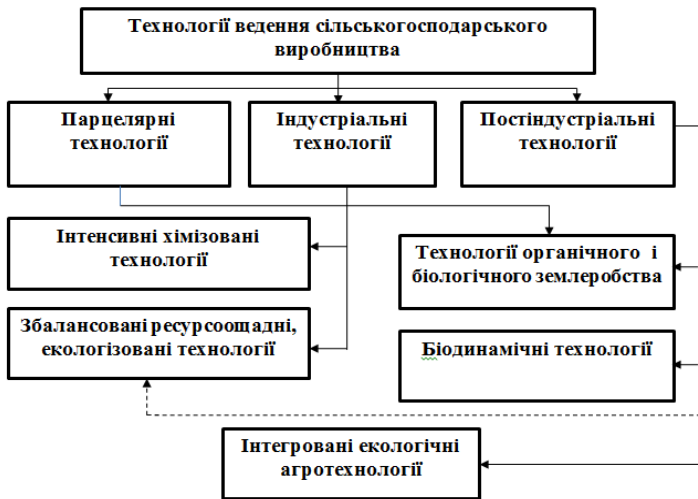 Технології ведення сільськогосподарського
виробництва
Парцелярні
технології
Індустріальні
технології
Постіндустріальні
технології
Інтенсивні хімізовані
технології
Технології органічного і
біологічного землеробства
Збалансовані ресурсоощадні,
екологізовані технології
Біодинамічні технології
Інтегровані екологічні
агротехнології